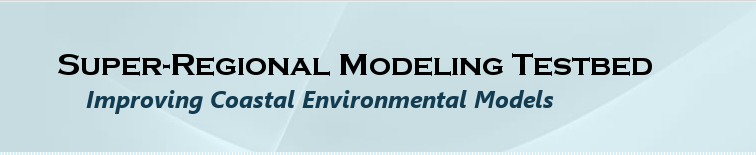 Super-Regional Modeling Testbed
Improving Coastal Environmental Models